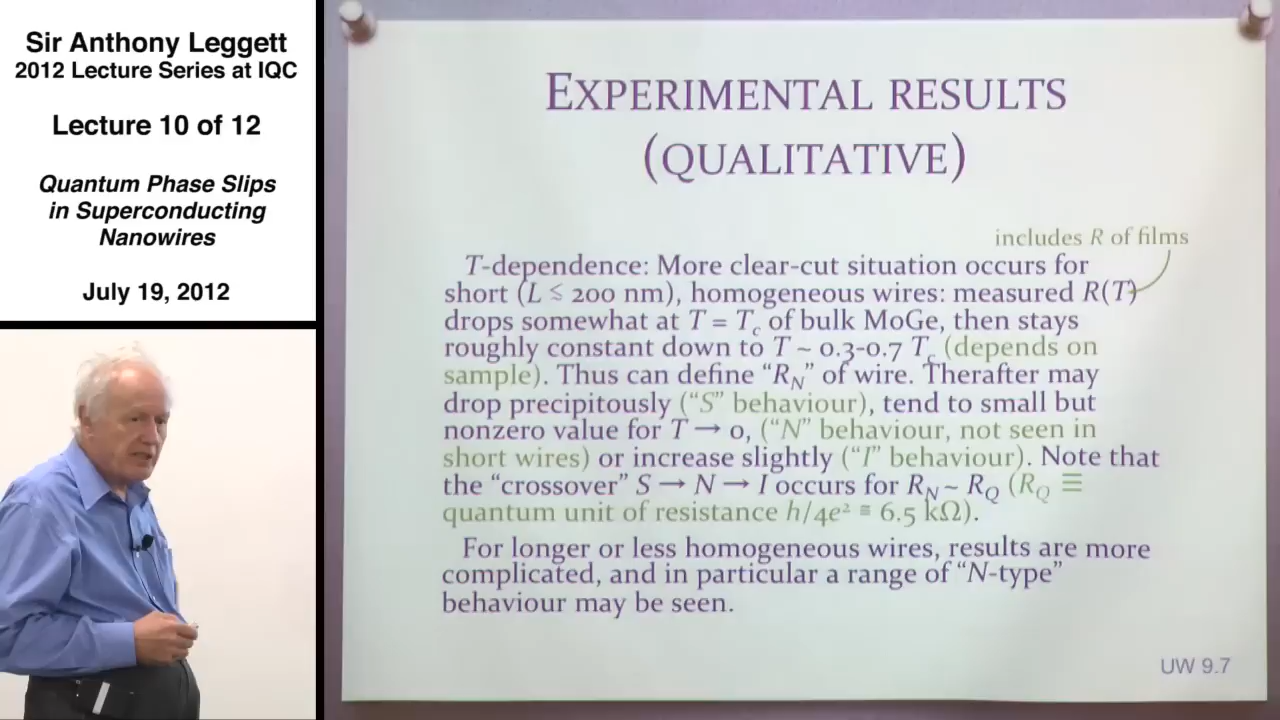 Sir Anthony Leggett
2012 Lecture Series at IQC
Lecture 10 of 12
Quantum Phase Slips
in Superconducting
Nanowires
July 19, 2012
EXPERIMENTAL RESULTS
(QUALITATIVE)
includes R of films
T-dependence: More clear-cut situation occurs for
short (L ≤ 200 nm), homogeneous wires: measured R(T)
drops somewhat at T = Tc of bulk MoGe, then stays
roughly constant down to T ~ 0.3-0.7 Tc (depends on
sample). Thus can define “RN” of wire. Therafter may
drop precipitously (“S” behaviour), tend to small but
nonzero value for T → 0, (“N” behaviour, not seen in
short wires) or increase slightly (“I” behaviour). Note that
the “crossover” S → N → I occurs for RN ~ RQ (RQ ≡
quantum unit of resistance h/4e² ≅ 6.5 kΩ).
For longer or less homogeneous wires, results are more
complicated, and in particular a range of “N-type”
behaviour may be seen.
UW 9.7